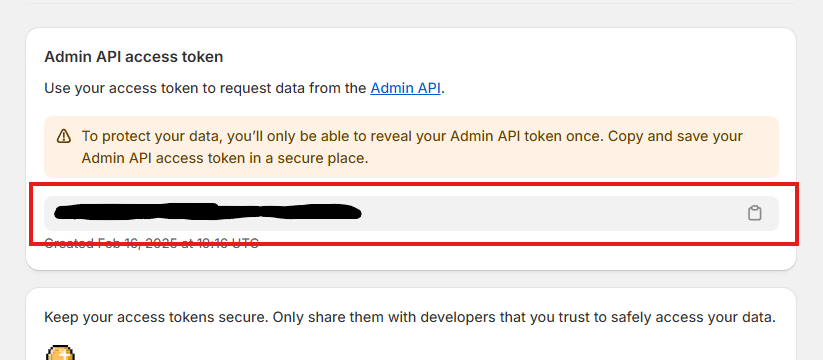 Admin API access token
Use your access token to request data from the Admin API.
To protect your data, you'll only be able to reveal your Admin API token once. Copy and save your
Admin API access token in a secure place.
Created Feb 16, 2025 at 19:16 UTC
Keep your access tokens secure. Only share them with developers that you trust to safely access your data.